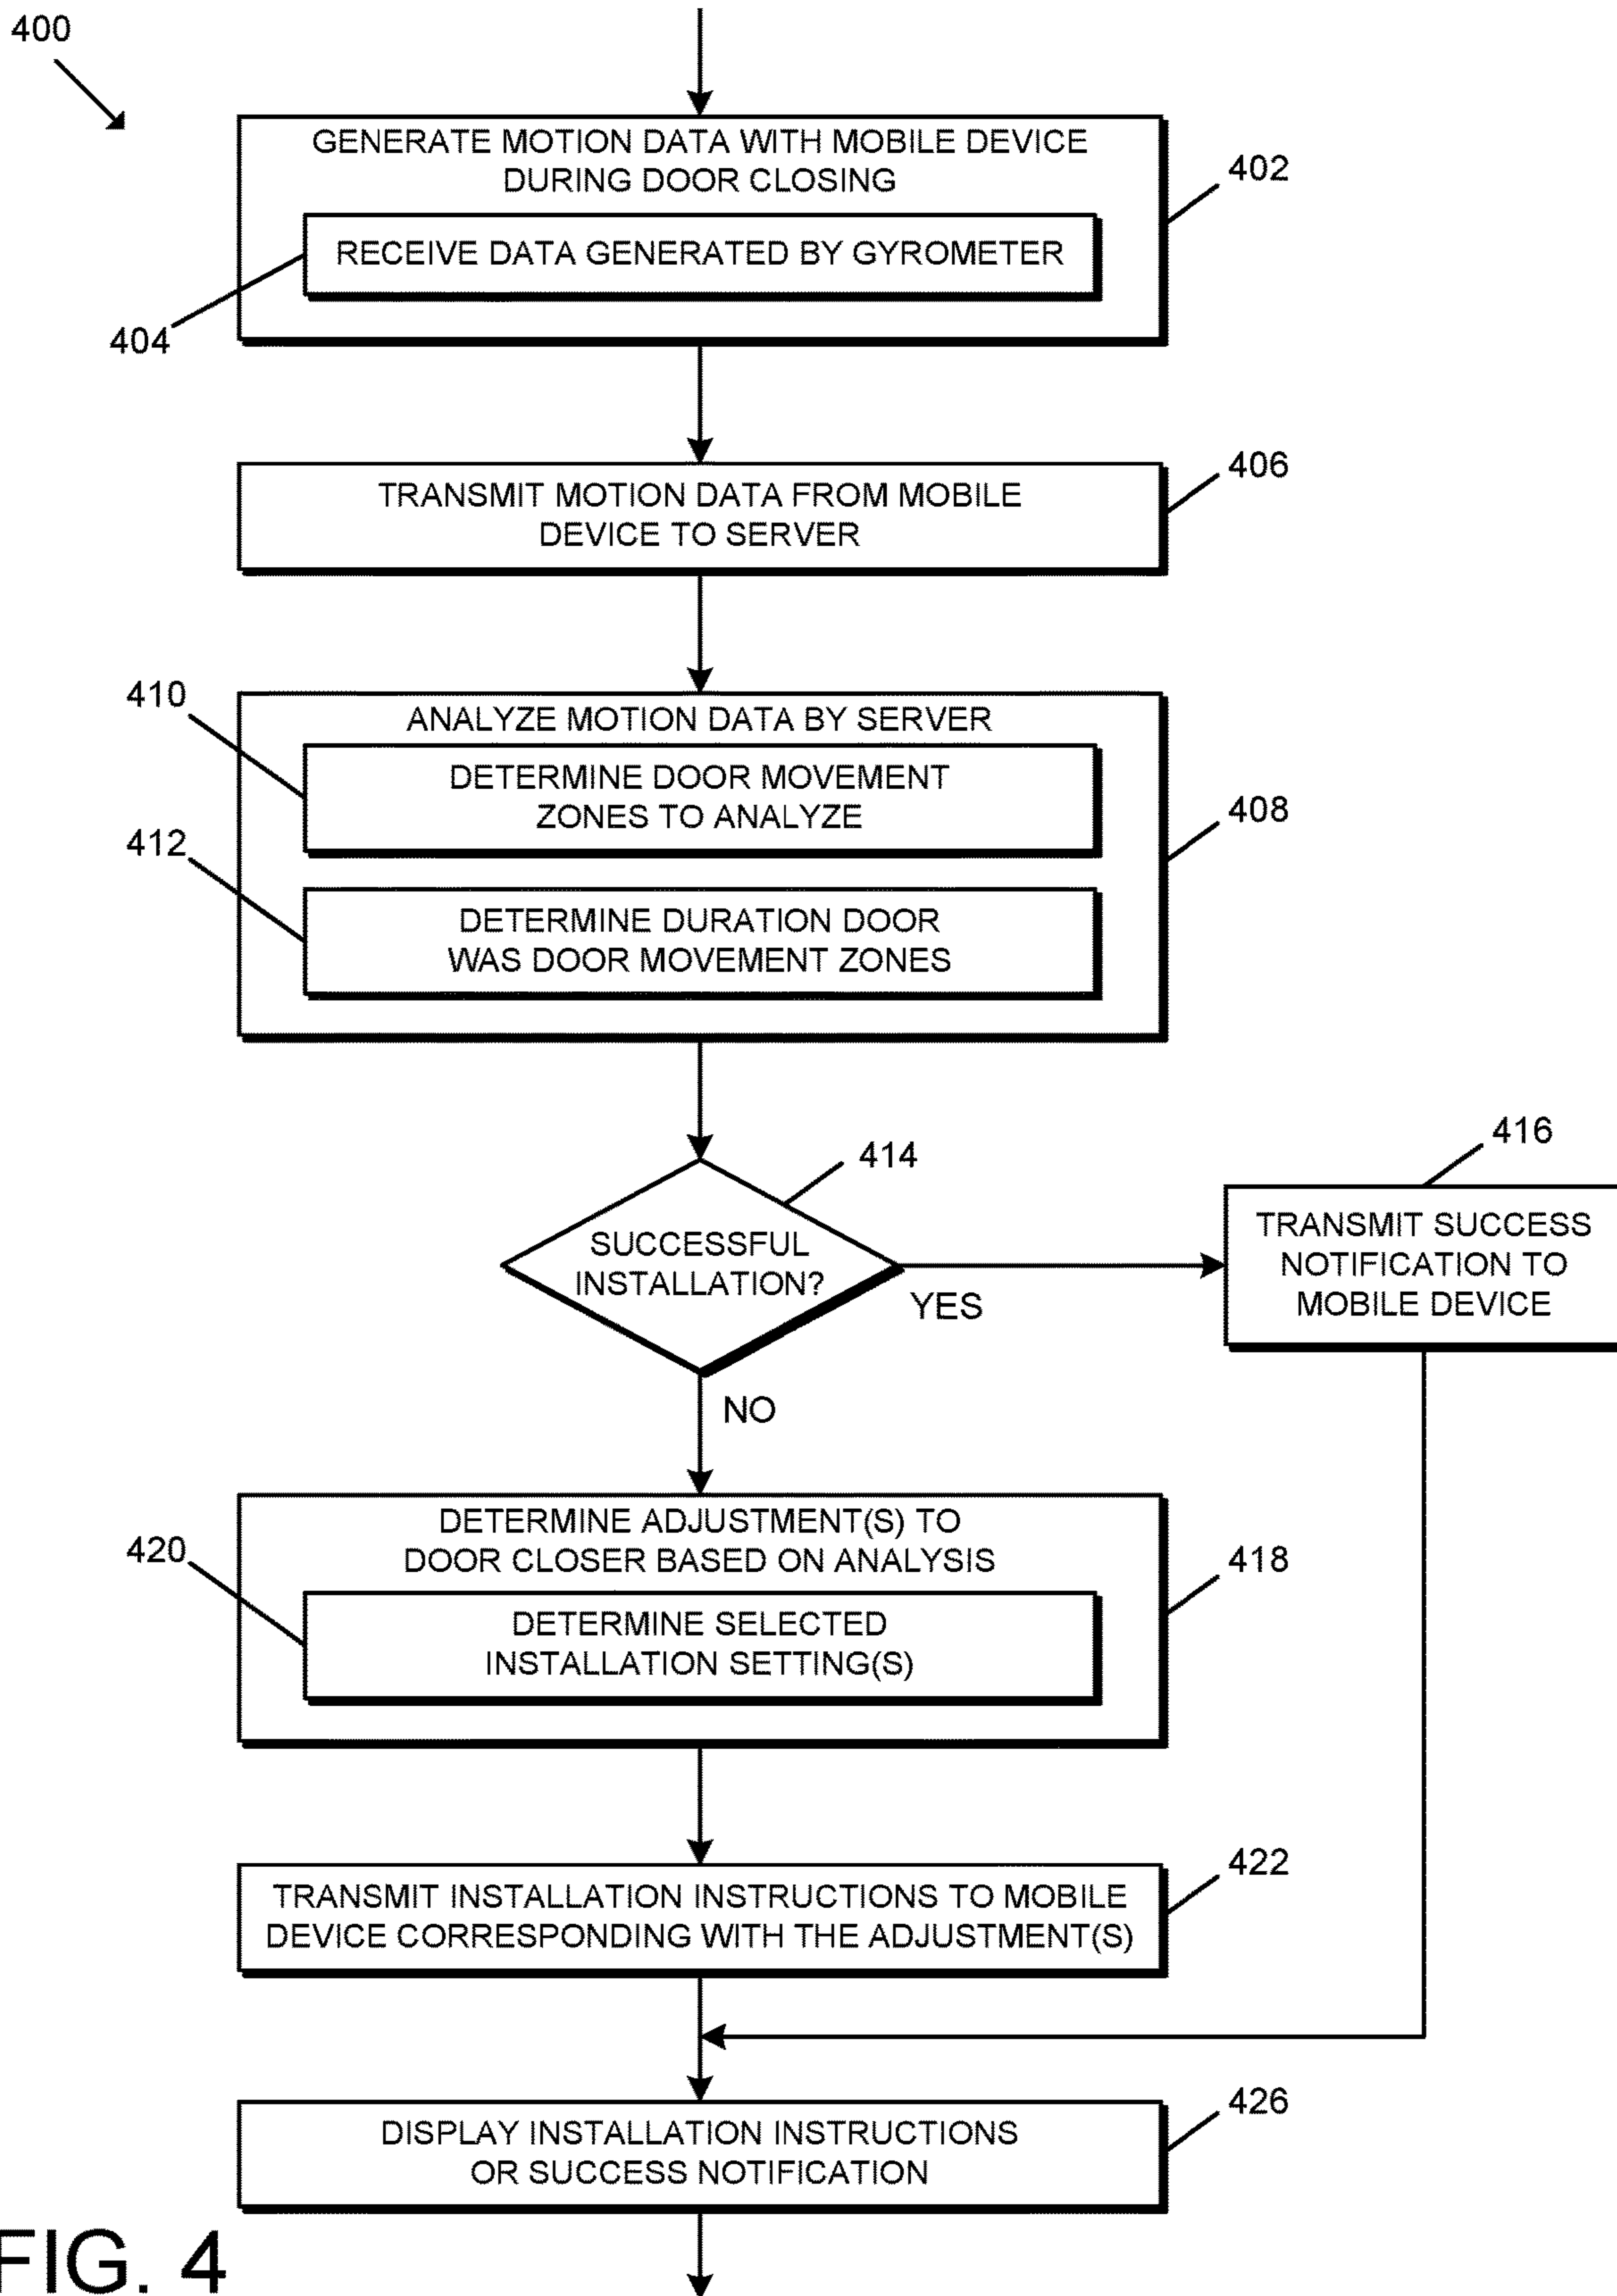 400
GENERATE MOTION DATA WITH MOBILE DEVICE
DURING DOOR CLOSING
402
RECEIVE DATA GENERATED BY GYROMETER
404
TRANSMIT MOTION DATA FROM MOBILE
DEVICE TO SERVER
406
ANALYZE MOTION DATA BY SERVER
410
DETERMINE DOOR MOVEMENT
ZONES TO ANALYZE
408
412
DETERMINE DURATION DOOR
WAS DOOR MOVEMENT ZONES
414
SUCCESSFUL
INSTALLATION?
YES
416
TRANSMIT SUCCESS
NOTIFICATION TO
MOBILE DEVICE
NO
DETERMINE ADJUSTMENT(S) TO
DOOR CLOSER BASED ON ANALYSIS
418
420
DETERMINE SELECTED
INSTALLATION SETTING(S)
TRANSMIT INSTALLATION INSTRUCTIONS TO MOBILE
DEVICE CORRESPONDING WITH THE ADJUSTMENT(S)
422
DISPLAY INSTALLATION INSTRUCTIONS
OR SUCCESS NOTIFICATION
426
FIG. 4